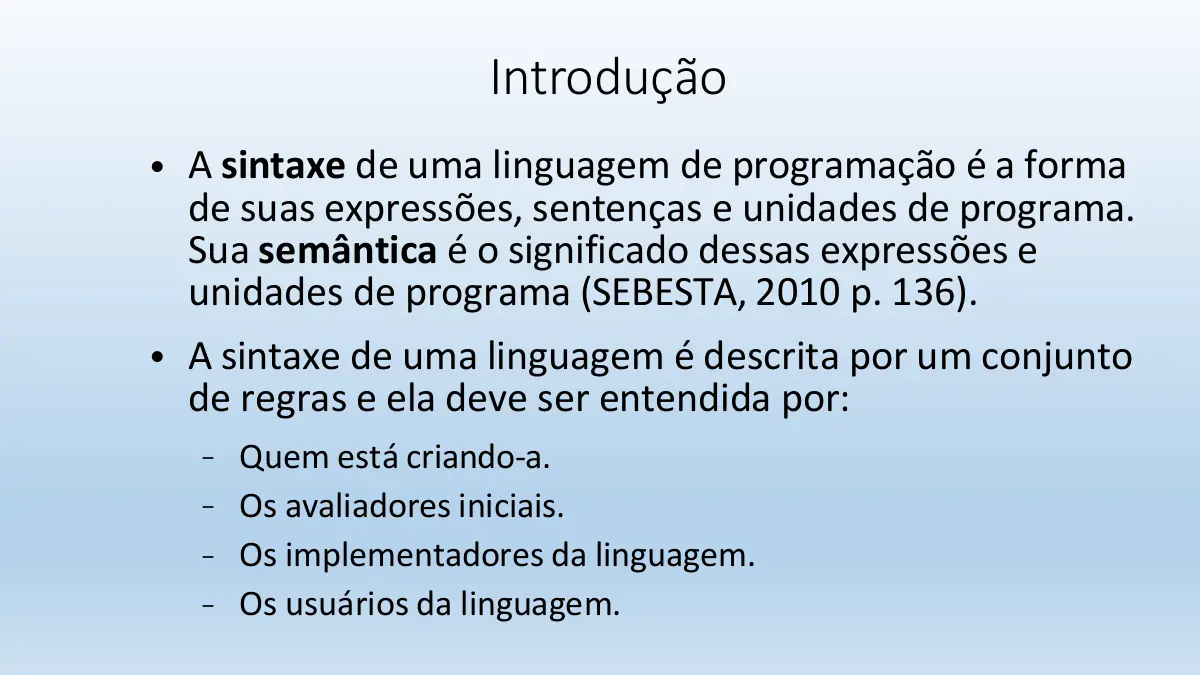 Introdução
• A sintaxe de uma linguagem de programação é a forma
de suas expressões, sentenças e unidades de programa.
Sua semântica é o significado dessas expressões e
unidades de programa (SEBESTA, 2010 p. 136).
• A sintaxe de uma linguagem é descrita por um conjunto
de regras e ela deve ser entendida por:
– Quem está criando-a.
– Os avaliadores iniciais.
– Os implementadores da linguagem.
– Os usuários da linguagem.